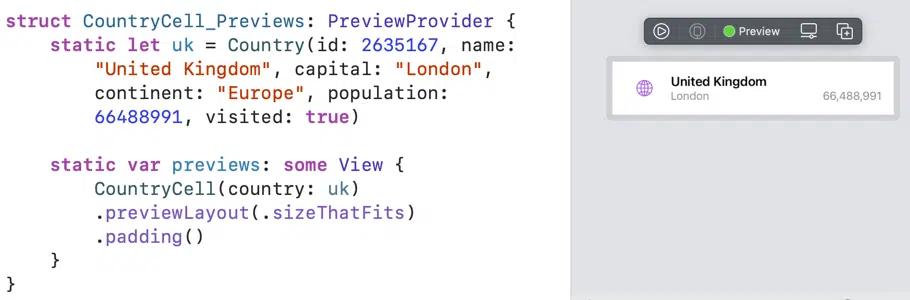 struct CountryCell_Previews: PreviewProvider {
static let uk = Country(id: 2635167, name:
"United Kingdom", capital: "London",
continent: "Europe", population:
66488991, visited: true)
static var previews: some View {
CountryCell(country: uk)
.previewLayout(.sizeThatFits)
.padding()
}
}
Preview
United Kingdom
London
66,488,991